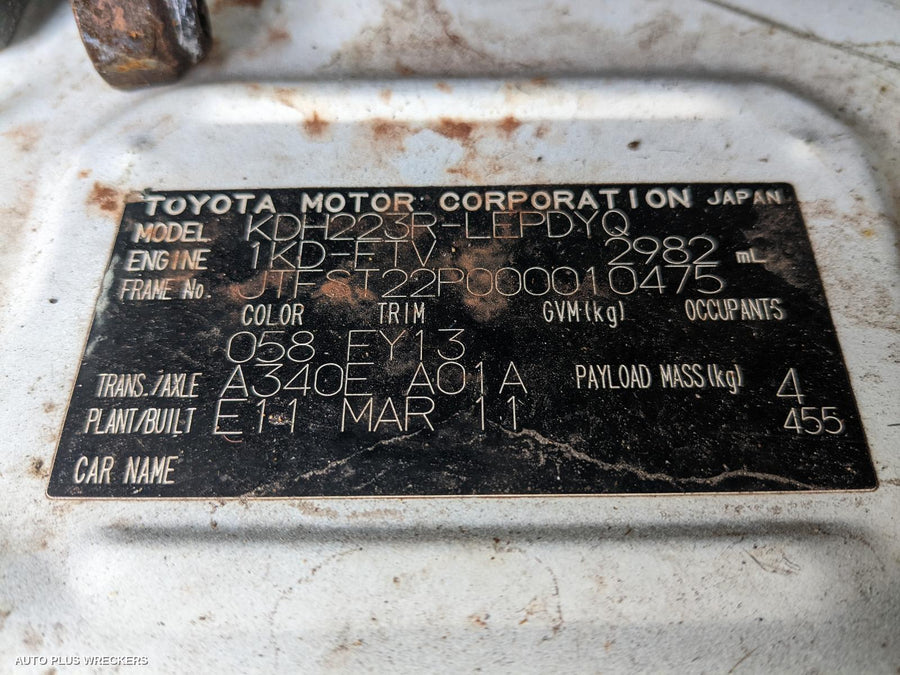 TOYOTA MOTOR CORPORATION JAPAN
MODEL KDH223R-LEPDYQ
ENGINE 1KD-FTV 2982 mL
FRAME No. JTFST22P000010475
COLOR TRIM GVM(kg) OCCUPANTS
058 FY13
TRANS./AXLE A340E A01A PAYLOAD MASS(kg) 4
PLANT/BUILT E11 MAR 11 455
CAR NAME
AUTO PLUS WRECKERS